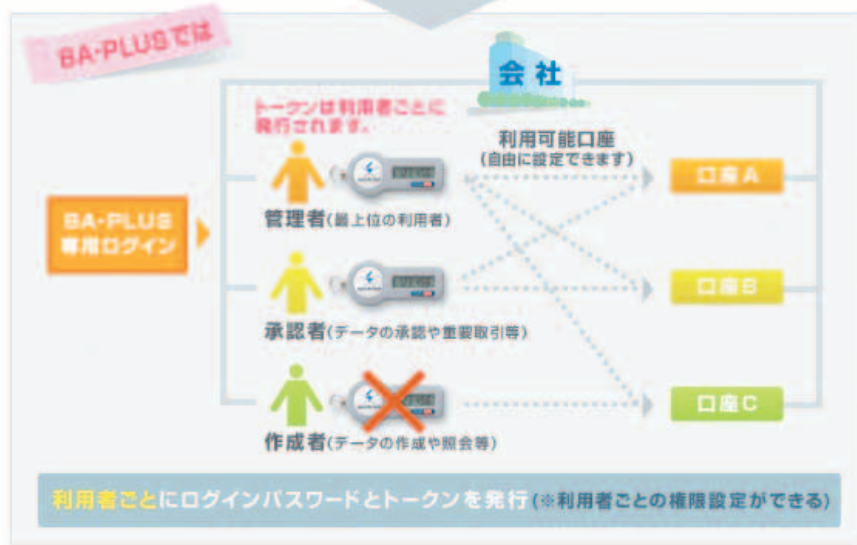 BA-PLUSでは
会社
トークンは利用者ごとに
発行されます。
利用可能口座
(自由に設定できます)
口座A
管理者(最上位の利用者)
BA-PLUS
専用ログイン
口座B
承認者(データの承認や重要取引等)
口座C
作成者(データの作成や照会等)
利用者ごとにログインパスワードとトークンを発行(※利用者ごとの権限設定ができる)